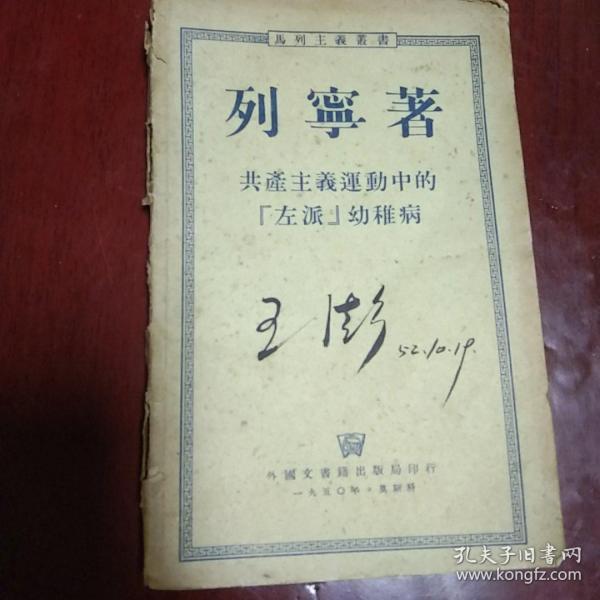 馬列主義叢書
列寧著
共產主義運動中的
『左派』幼稚病
王澎 52.10.19.
外國文書籍出版局印行
一九五〇年・莫斯科
孔夫子旧书网
www.kongfz.com